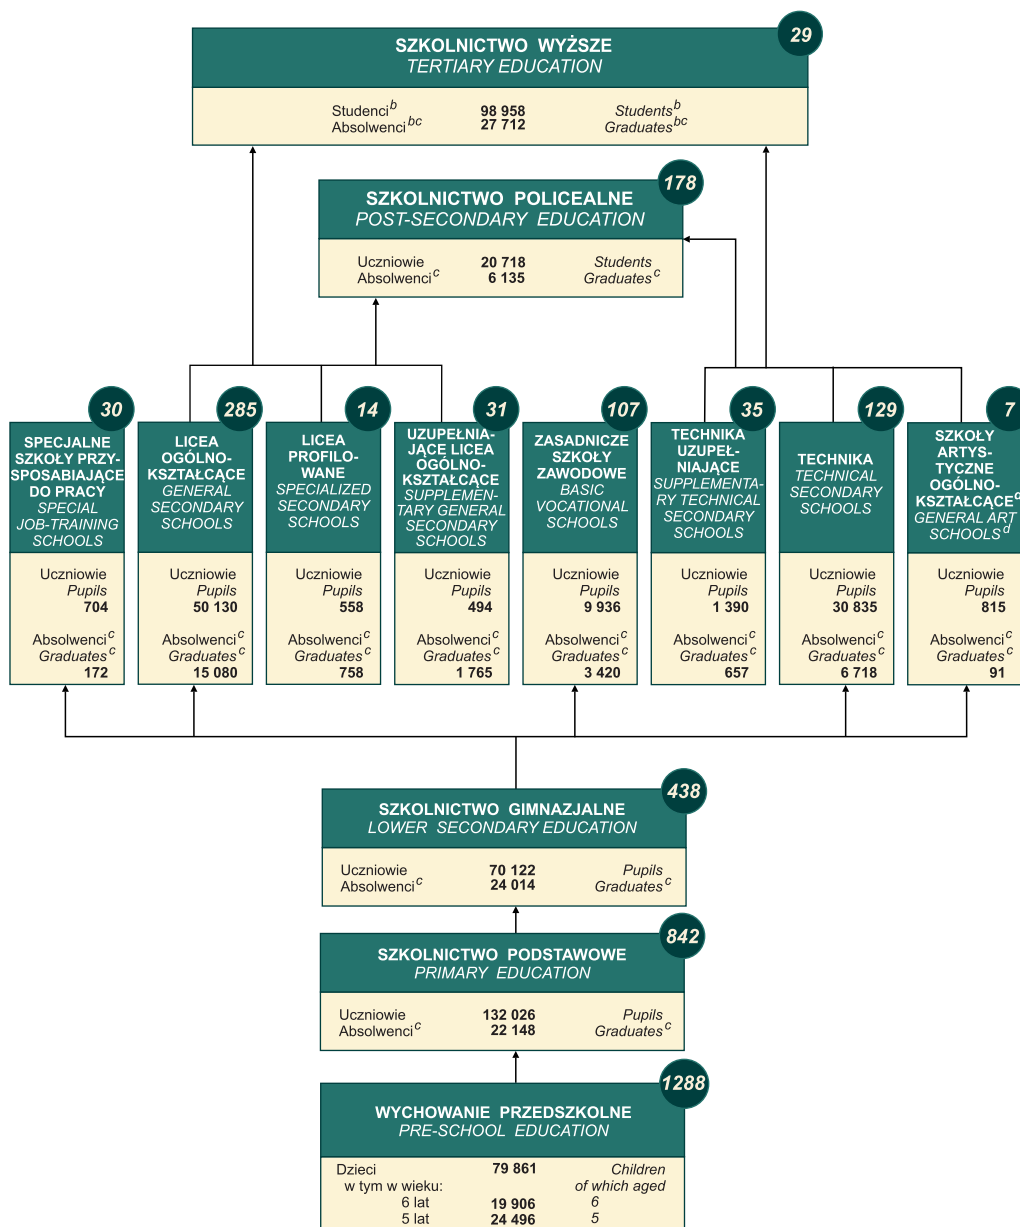 29
SZKOLNICTWO WYŻSZE
TERTIARY EDUCATION
Studenci b 98 958 Students b
Absolwenci bc 27 712 Graduates bc
178
SZKOLNICTWO POLICEALNE
POST-SECONDARY EDUCATION
Uczniowie 20 718 Students
Absolwenci c 6 135 Graduates c
30
SPECJALNE
SZKOŁY PRZY-
SPOSABIAJĄCE
DO PRACY
SPECIAL
JOB-TRAINING
SCHOOLS
Uczniowie
Pupils
704
Absolwenci c
Graduates c
172
285
LICEA
OGÓLNO-
KSZTAŁCĄCE
GENERAL
SECONDARY
SCHOOLS
Uczniowie
Pupils
50 130
Absolwenci c
Graduates c
15 080
14
LICEA
PROFILO-
WANE
SPECIALIZED
SECONDARY
SCHOOLS
Uczniowie
Pupils
558
Absolwenci c
Graduates c
758
31
UZUPEŁNIA-
JĄCE LICEA
OGÓLNO-
KSZTAŁCĄCE
SUPPLEMEN-
TARY GENERAL
SECONDARY
SCHOOLS
Uczniowie
Pupils
494
Absolwenci c
Graduates c
1 765
107
ZASADNICZE
SZKOŁY
ZAWODOWE
BASIC
VOCATIONAL
SCHOOLS
Uczniowie
Pupils
9 936
Absolwenci c
Graduates c
3 420
35
TECHNIKA
UZUPEŁ-
NIAJĄCE
SUPPLEMENTA-
RY TECHNICAL
SECONDARY
SCHOOLS
Uczniowie
Pupils
1 390
Absolwenci c
Graduates c
657
129
TECHNIKA
TECHNICAL
SECONDARY
SCHOOLS
Uczniowie
Pupils
30 835
Absolwenci c
Graduates c
6 718
7
SZKOŁY
ARTYS-
TYCZNE
OGÓLNO-
KSZTAŁCĄCE d
GENERAL ART
SCHOOLS d
Uczniowie
Pupils
815
Absolwenci c
Graduates c
91
438
SZKOLNICTWO GIMNAZJALNE
LOWER SECONDARY EDUCATION
Uczniowie 70 122 Pupils
Absolwenci c 24 014 Graduates c
842
SZKOLNICTWO PODSTAWOWE
PRIMARY EDUCATION
Uczniowie 132 026 Pupils
Absolwenci c 22 148 Graduates c
1288
WYCHOWANIE PRZEDSZKOLNE
PRE-SCHOOL EDUCATION
Dzieci 79 861 Children
w tym w wieku: of which aged
6 lat 19 906 6
5 lat 24 496 5